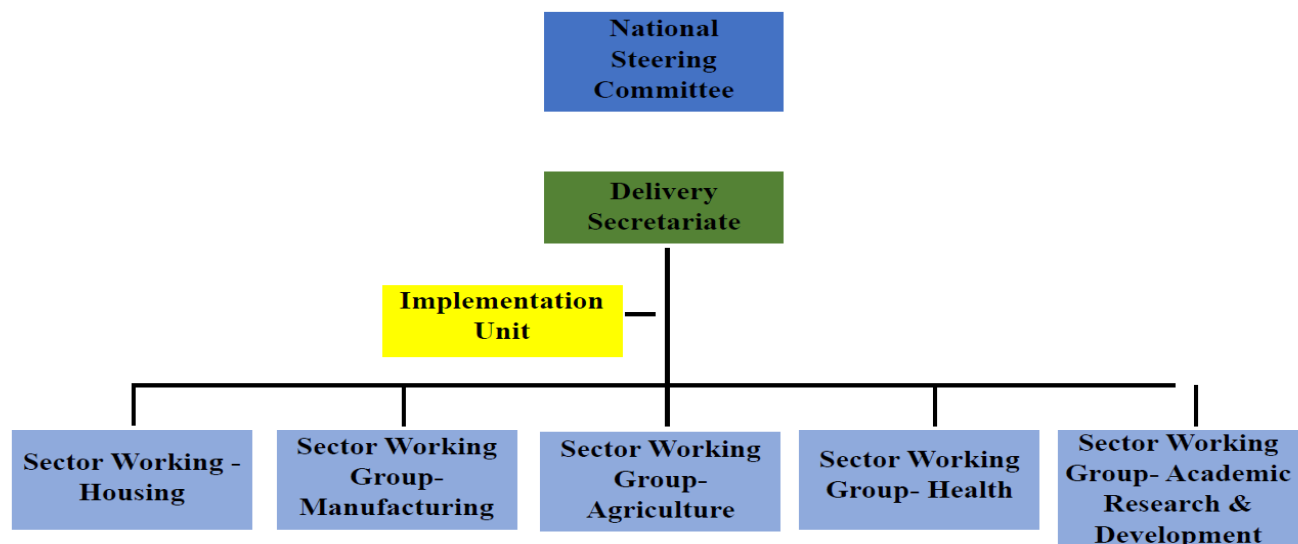 National
Steering
Committee
Delivery
Secretariate
Implementation
Unit
Sector Working -
Housing
Sector Working
Group-
Manufacturing
Sector Working
Group-
Agriculture
Sector Working
Group- Health
Sector Working
Group- Academic
Research &
Development